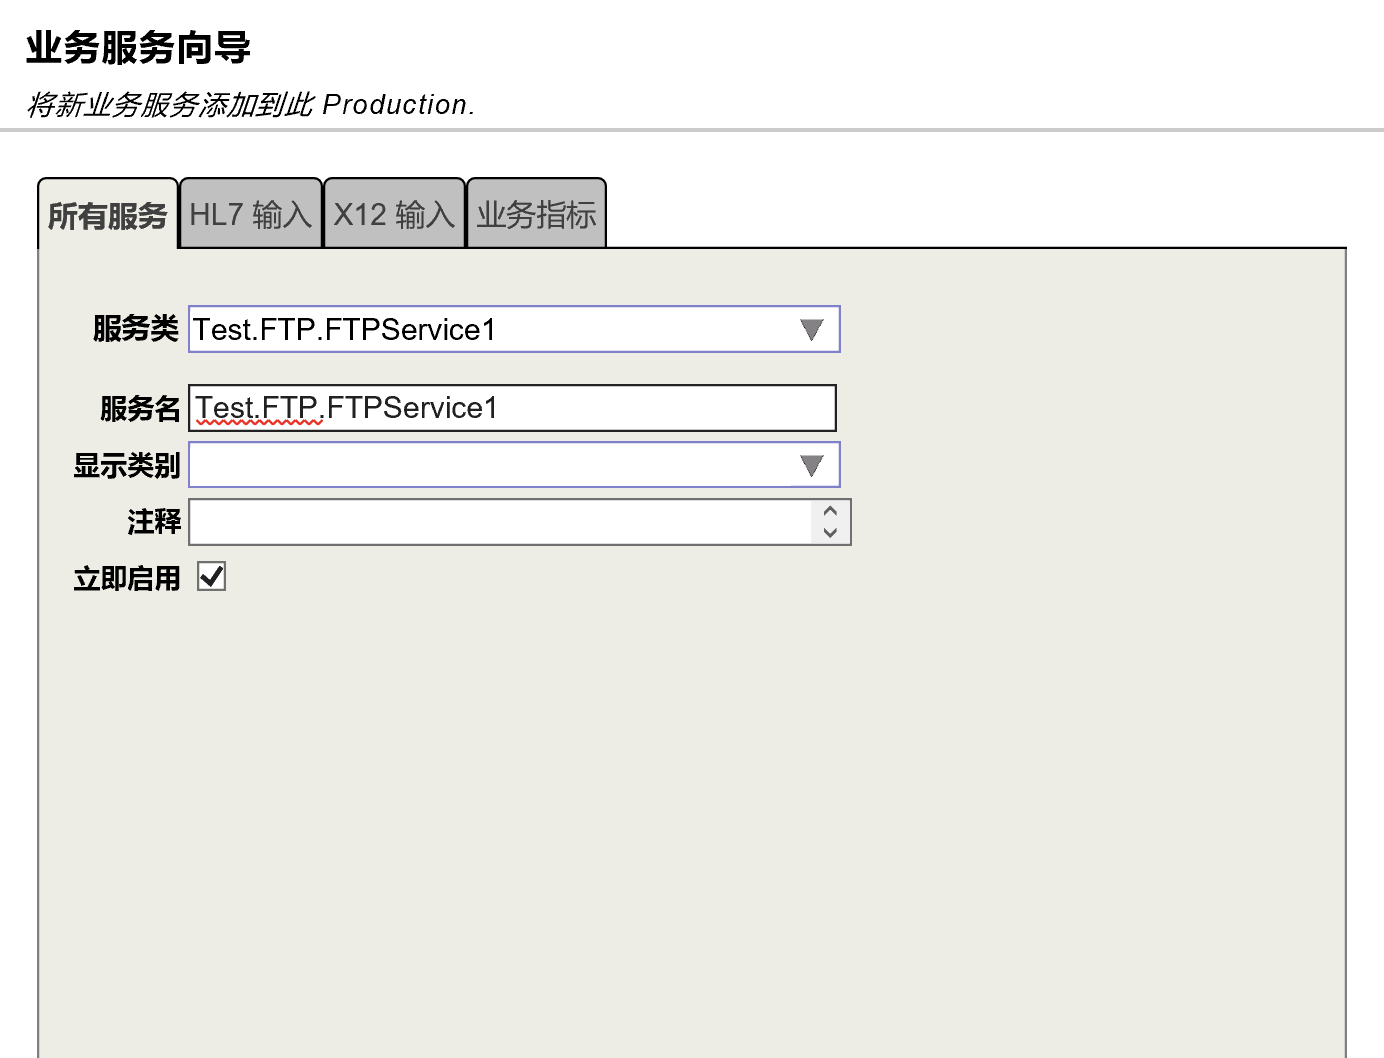 业务服务向导
将新业务服务添加到此 Production.
所有服务 HL7 输入 X12 输入 业务指标
服务类 Test.FTP.FTPService1
服务名 Test.FTP.FTPService1
显示类别
注释
立即启用